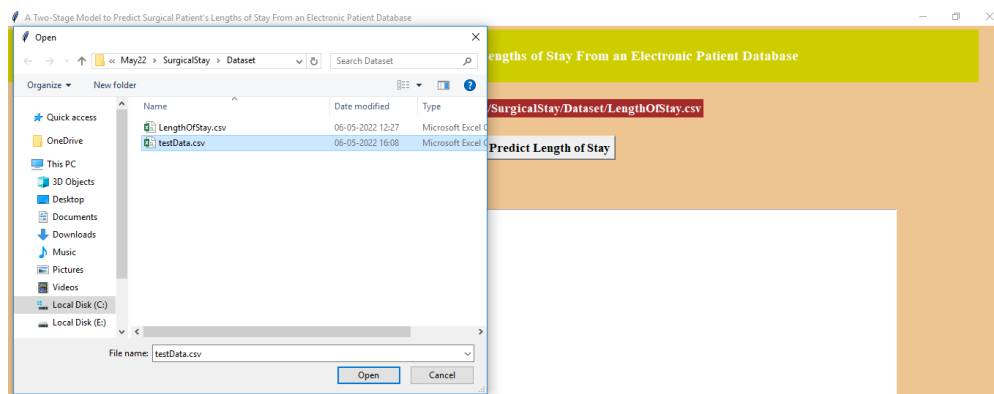 A Two-Stage Model to Predict Surgical Patient's Lengths of Stay From an Electronic Patient Database
Open
« May22 › SurgicalStay › Dataset
Search Dataset
engths of Stay From an Electronic Patient Database
Organize
New folder
Name
Date modified
Type
/SurgicalStay/Dataset/LengthOfStay.csv
Quick access
LengthOfStay.csv
06-05-2022 12:27
Microsoft Excel C
OneDrive
testData.csv
06-05-2022 16:08
Microsoft Excel C
Predict Length of Stay
This PC
3D Objects
Desktop
Documents
Downloads
Music
Pictures
Videos
Local Disk (C:)
Local Disk (E:)
File name:
testData.csv
Open
Cancel